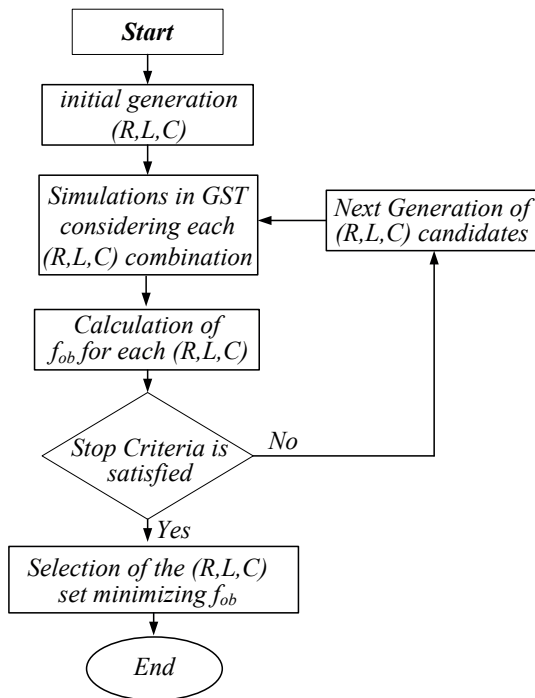 Start
initial generation
(R,L,C)
Simulations in GST
considering each
(R,L,C) combination
Next Generation of
(R,L,C) candidates
Calculation of
fob for each (R,L,C)
Stop Criteria is
satisfied
No
Yes
Selection of the (R,L,C)
set minimizing fob
End